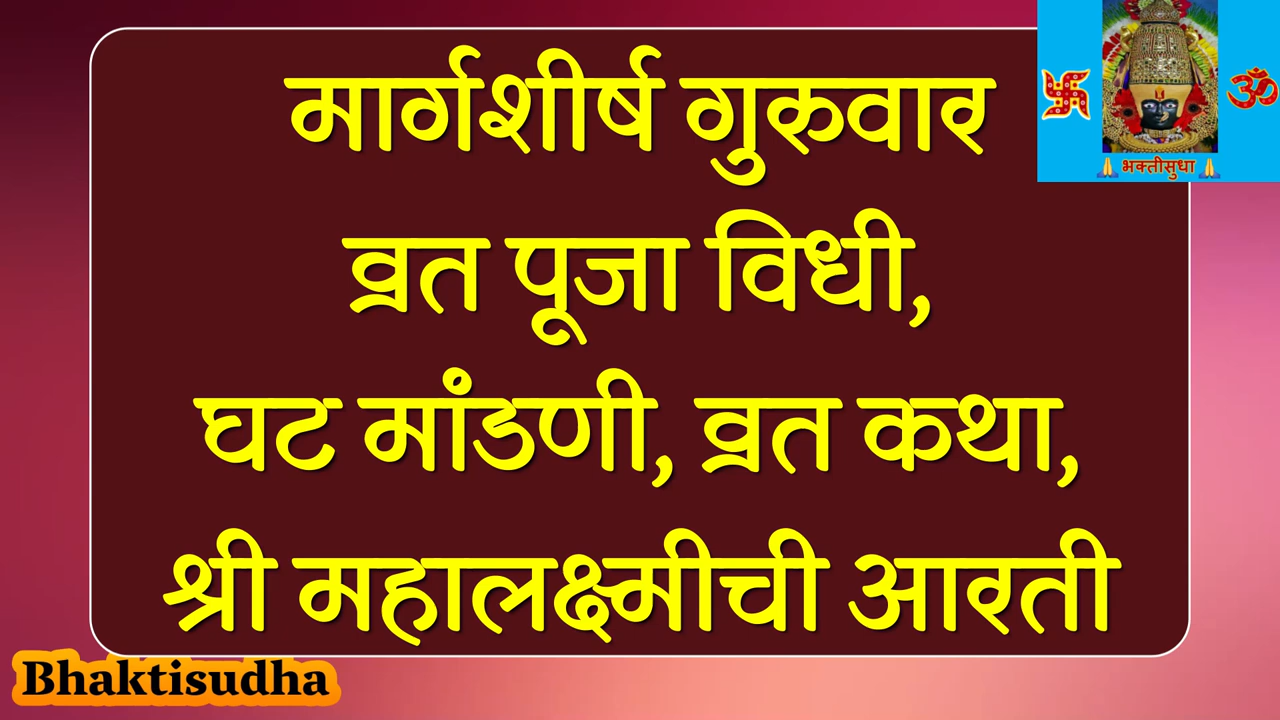 मार्गशीर्ष गुरुवार
व्रत पूजा विधी,
घट मांडणी, व्रत कथा,
श्री महालक्ष्मीची आरती
ॐ
🙏 भक्तीसुधा 🙏
Bhaktisudha